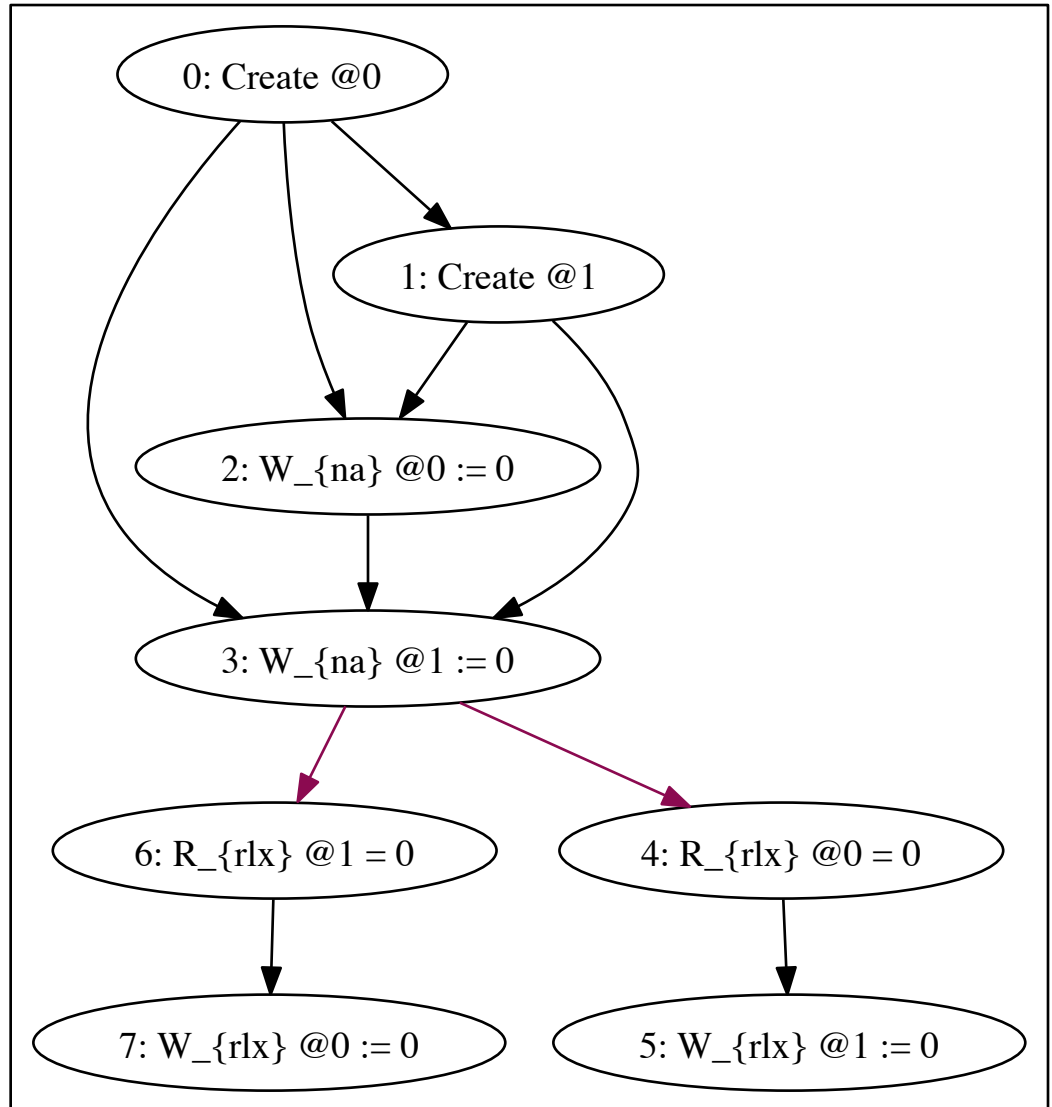 0: Create @0
1: Create @1
2: W_{na} @0 := 0
3: W_{na} @1 := 0
6: R_{rlx} @1 = 0
4: R_{rlx} @0 = 0
7: W_{rlx} @0 := 0
5: W_{rlx} @1 := 0